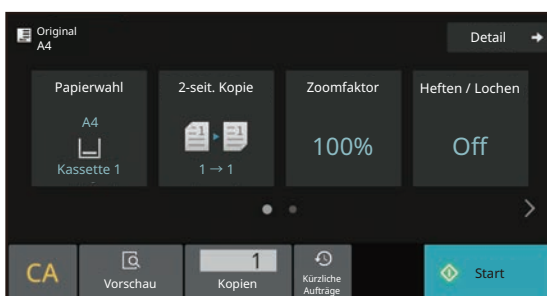 Original
A4
Detail
Papierwahl
A4
Kassette 1
2-seit. Kopie
1 → 1
Zoomfaktor
100%
Heften / Lochen
Off
CA
Vorschau
1
Kopien
Kürzliche
Aufträge
Start